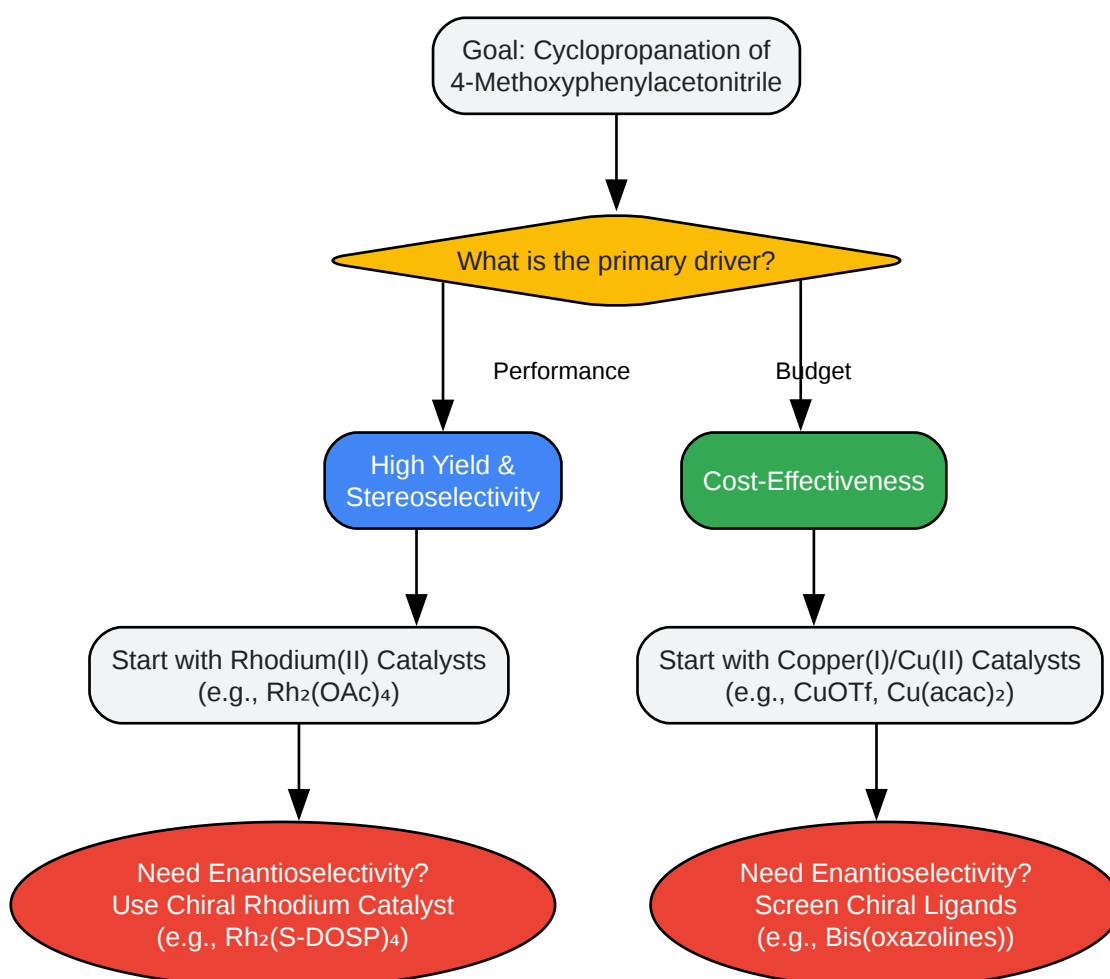 Goal: Cyclopropanation of
4-Methoxyphenylacetonitrile
What is the primary driver?
Performance
Budget
High Yield &
Stereoselectivity
Cost-Effectiveness
Start with Rhodium(II) Catalysts
(e.g., Rh₂(OAc)₄)
Start with Copper(I)/Cu(II) Catalysts
(e.g., CuOTf, Cu(acac)₂)
Need Enantioselectivity?
Use Chiral Rhodium Catalyst
(e.g., Rh₂(S-DOSP)₄)
Need Enantioselectivity?
Screen Chiral Ligands
(e.g., Bis(oxazolines))